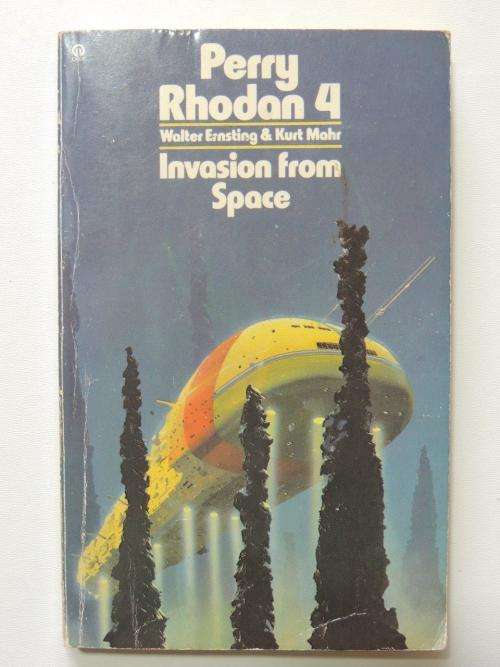 Perry
Rhodan 4
Walter Ernsting & Kurt Mahr
Invasion from
Space